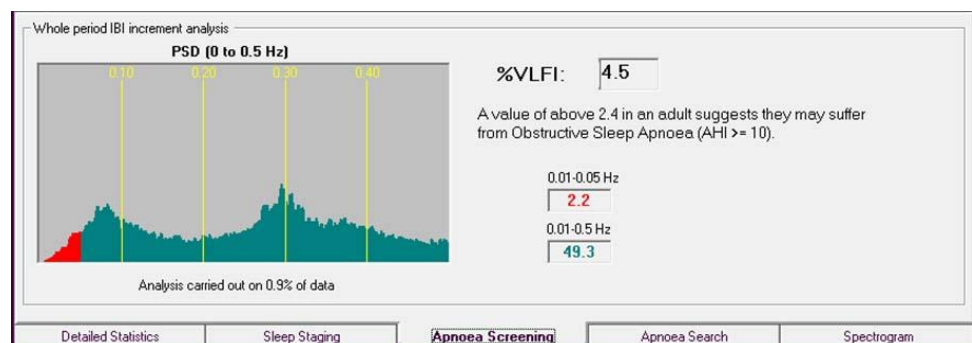 Whole period IBI increment analysis
PSD (0 to 0.5 Hz)
0.10 0.20 0.30 0.40
%VLFI: 4.5
A value of above 2.4 in an adult suggests they may suffer
from Obstructive Sleep Apnoea (AHI >= 10).
0.01-0.05 Hz
2.2
0.01-0.5 Hz
49.3
Analysis carried out on 0.9% of data
Detailed Statistics Sleep Staging Apnoea Screening Apnoea Search Spectrogram